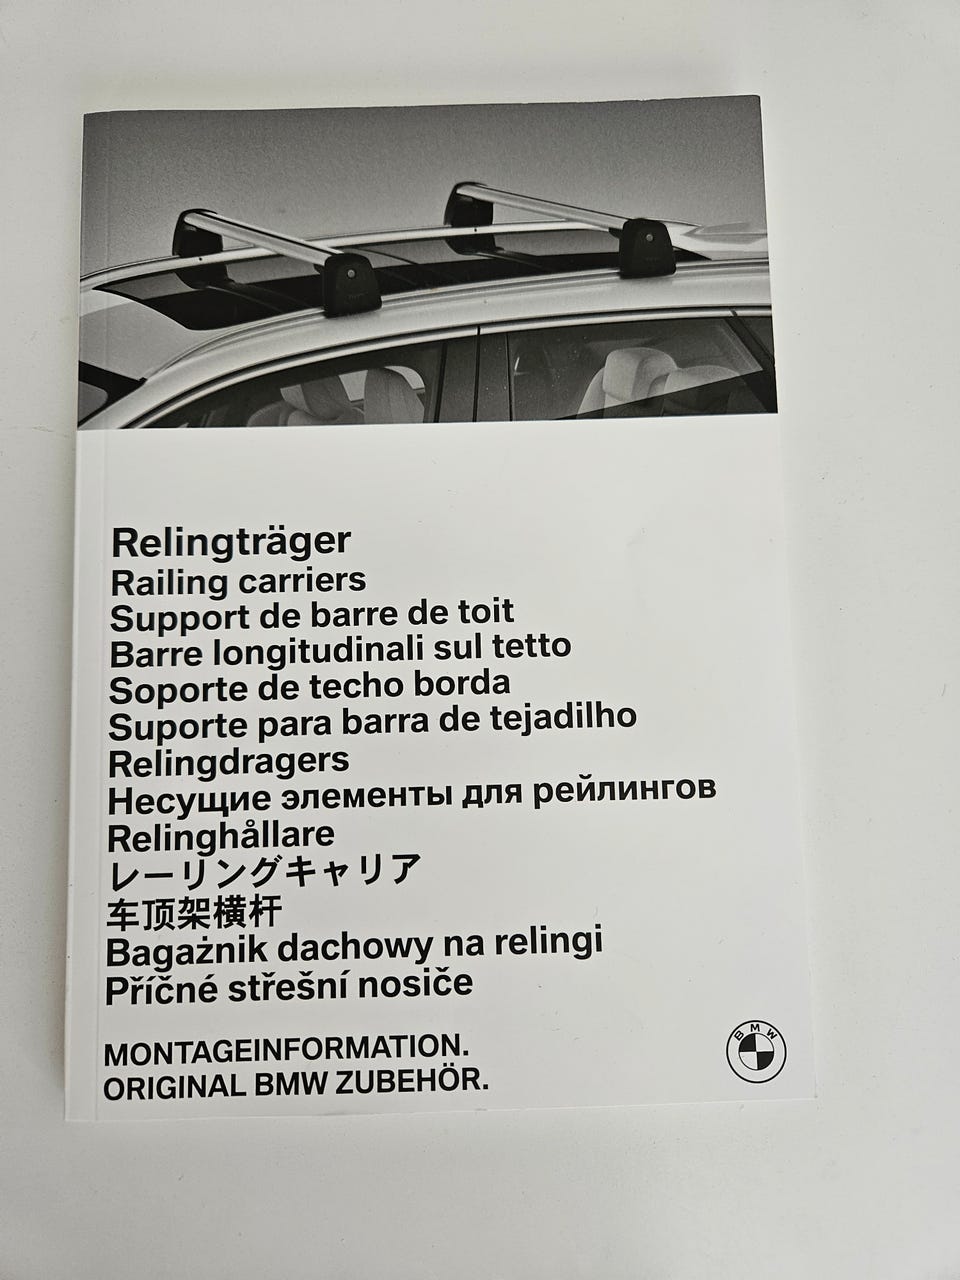 Relingträger
Railing carriers
Support de barre de toit
Barre longitudinali sul tetto
Soporte de techo borda
Suporte para barra de tejadilho
Relingdragers
Несущие элементы для рейлингов
Relinghållare
レーリングキャリア
车顶架横杆
Bagażnik dachowy na relingi
Příčné střešní nosiče
MONTAGEINFORMATION.
ORIGINAL BMW ZUBEHÖR.
BMW